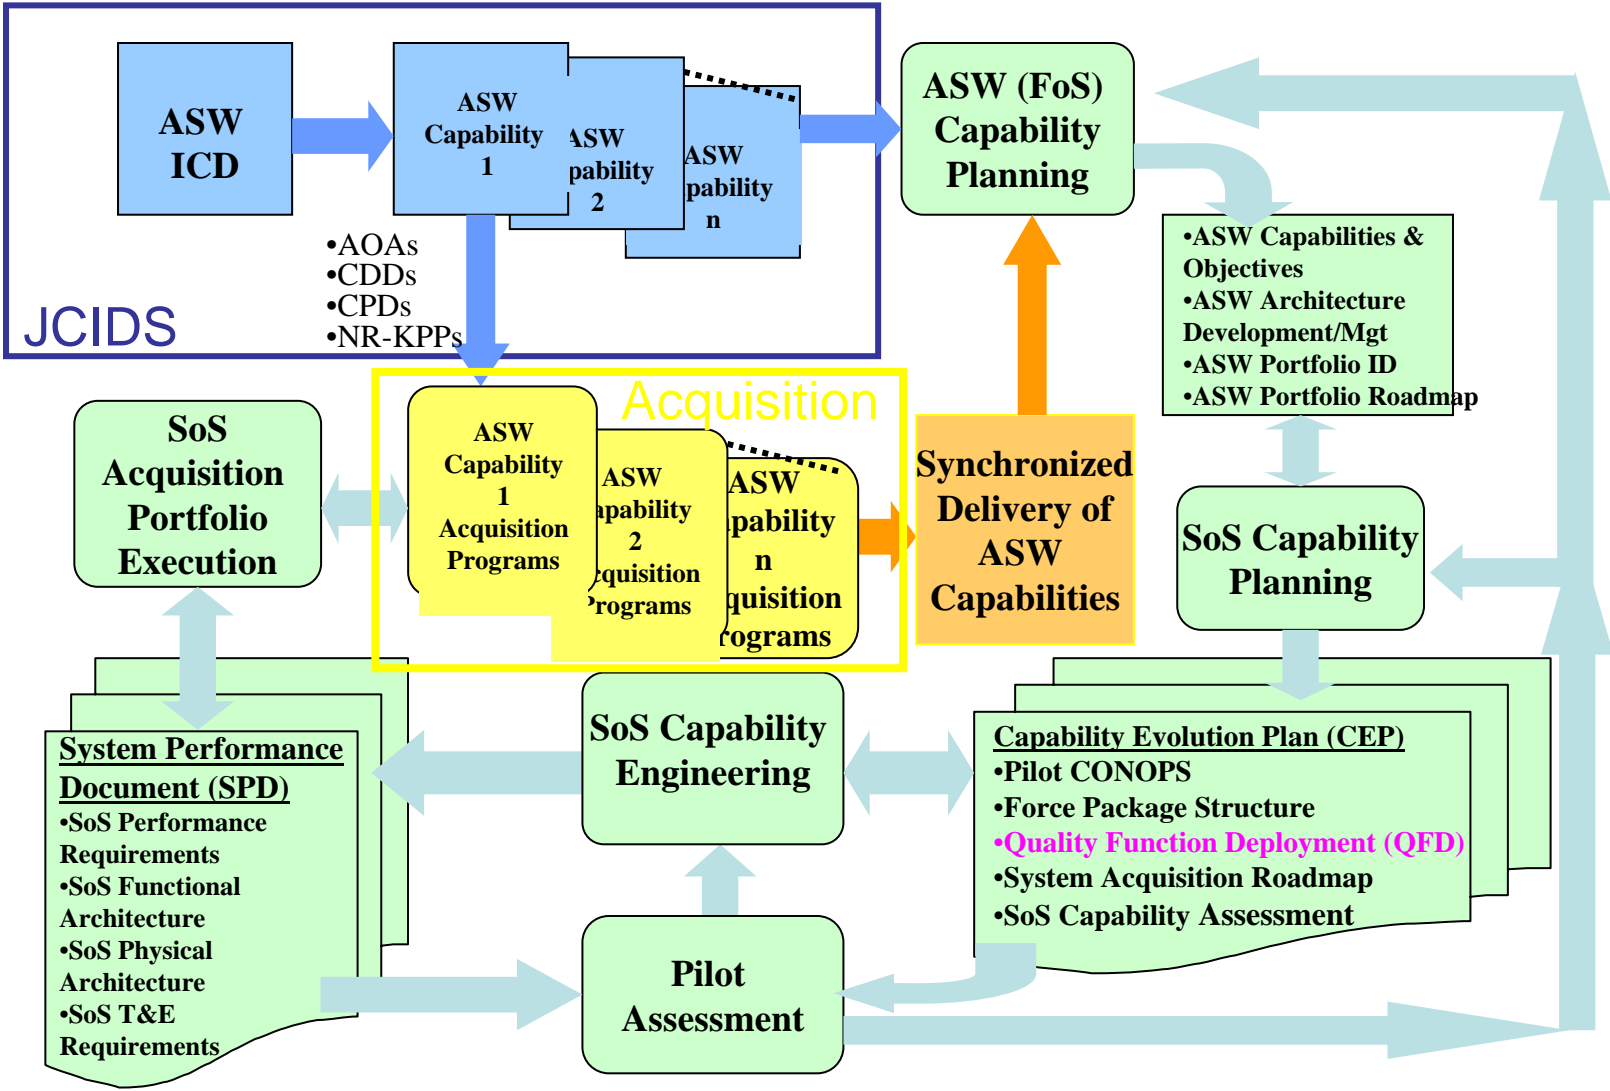 ASW
ICD
ASW
Capability
1
ASW
pability
2
ASW
pability
n
•AOAs
•CDDs
•CPDs
•NR-KPPs
JCIDS
ASW (FoS)
Capability
Planning
•ASW Capabilities &
Objectives
•ASW Architecture
Development/Mgt
•ASW Portfolio ID
•ASW Portfolio Roadmap
Acquisition
SoS
Acquisition
Portfolio
Execution
ASW
Capability
1
Acquisition
Programs
ASW
apability
2
cquisition
Programs
ASW
apability
n
quisition
rograms
Synchronized
Delivery of
ASW
Capabilities
SoS Capability
Planning
System Performance
Document (SPD)
•SoS Performance
Requirements
•SoS Functional
Architecture
•SoS Physical
Architecture
•SoS T&E
Requirements
SoS Capability
Engineering
Capability Evolution Plan (CEP)
•Pilot CONOPS
•Force Package Structure
•Quality Function Deployment (QFD)
•System Acquisition Roadmap
•SoS Capability Assessment
Pilot
Assessment